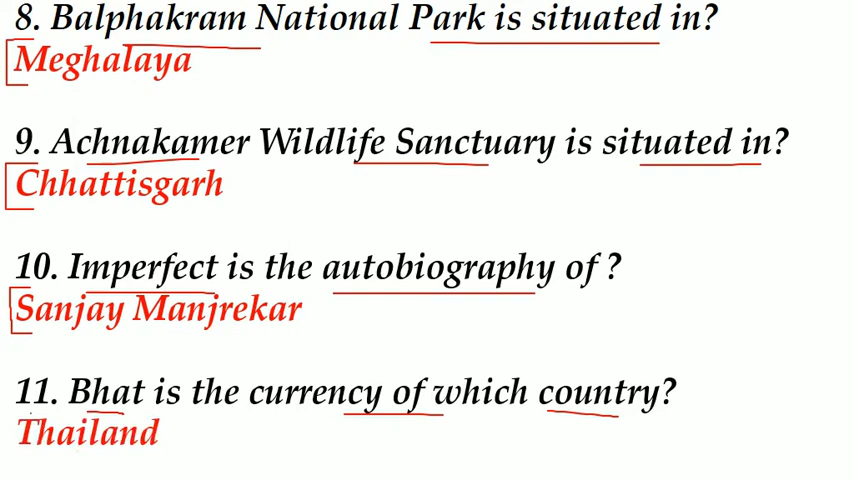 8. Balphakram National Park is situated in?
Meghalaya
9. Achnakamer Wildlife Sanctuary is situated in?
Chhattisgarh
10. Imperfect is the autobiography of ?
Sanjay Manjrekar
11. Bhat is the currency of which country?
Thailand